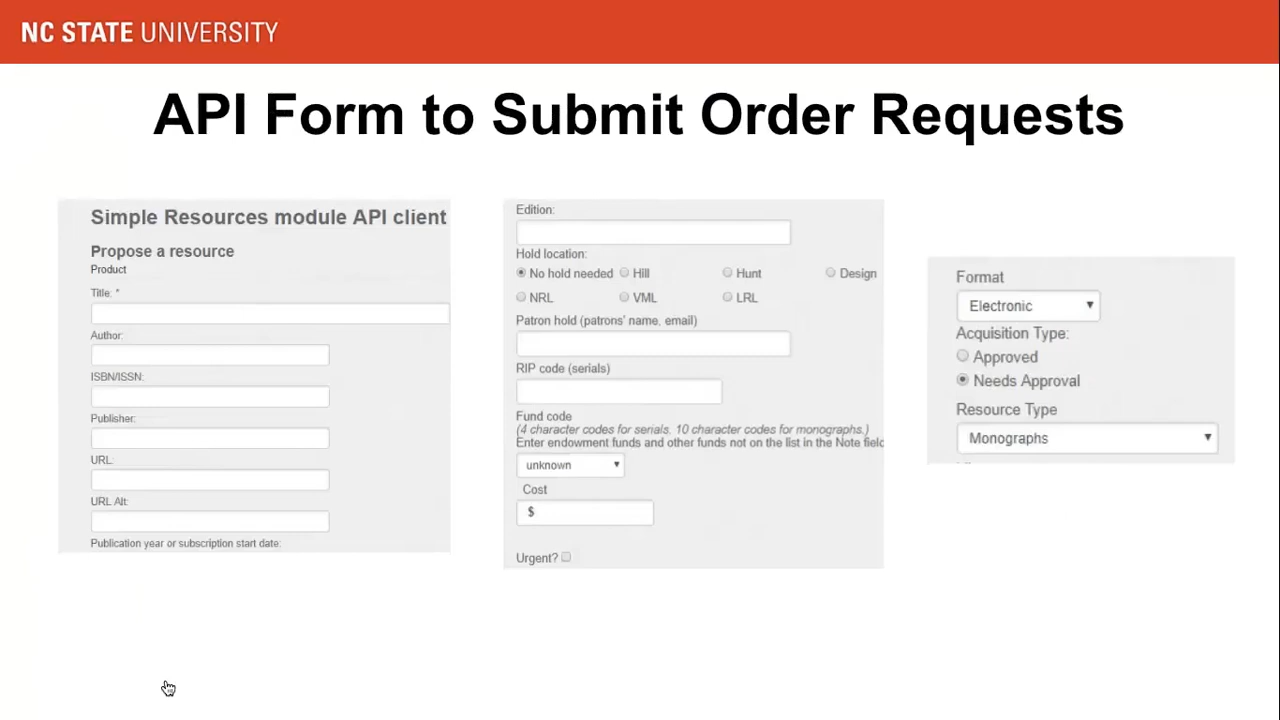 NC STATE UNIVERSITY
API Form to Submit Order Requests
Simple Resources module API client
Propose a resource
Product
Title: *
Author:
ISBN/ISSN:
Publisher:
URL:
URL Alt:
Publication year or subscription start date:
Edition:
Hold location:
No hold needed Hill Hunt Design
NRL VML LRL
Patron hold (patrons' name, email)
RIP code (serials)
Fund code
(4 character codes for serials, 10 character codes for monographs.)
Enter endowment funds and other funds not on the list in the Note field
unknown
Cost
$
Urgent?
Format
Electronic
Acquisition Type:
Approved
Needs Approval
Resource Type
Monographs